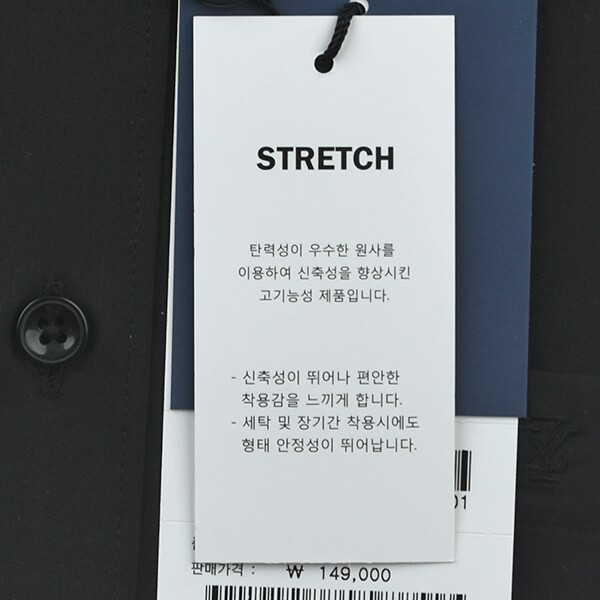 STRETCH
탄력성이 우수한 원사를
이용하여 신축성을 향상시킨
고기능성 제품입니다.
- 신축성이 뛰어나 편안한
착용감을 느끼게 합니다.
- 세탁 및 장기간 착용시에도
형태 안정성이 뛰어납니다.
01
판매가격 : ₩ 149,000